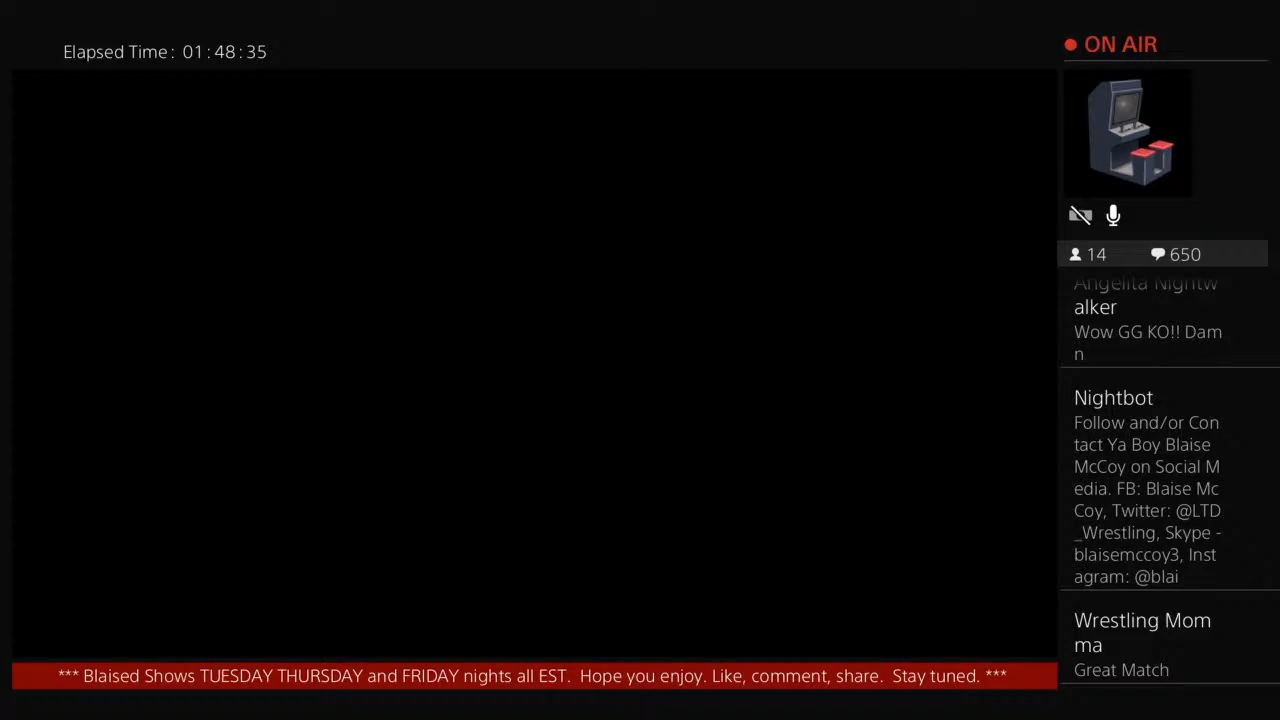 Elapsed Time: 01:48:35
ON AIR
14 650
Angelita Nightw
alker
Wow GG KO!! Dam
n
Nightbot
Follow and/or Con
tact Ya Boy Blaise
McCoy on Social M
edia. FB: Blaise Mc
Coy, Twitter: @LTD
_Wrestling, Skype -
blaisemccoy3, Inst
agram: @blai
Wrestling Mom
ma
Great Match
*** Blaised Shows TUESDAY THURSDAY and FRIDAY nights all EST. Hope you enjoy. Like, comment, share. Stay tuned. ***